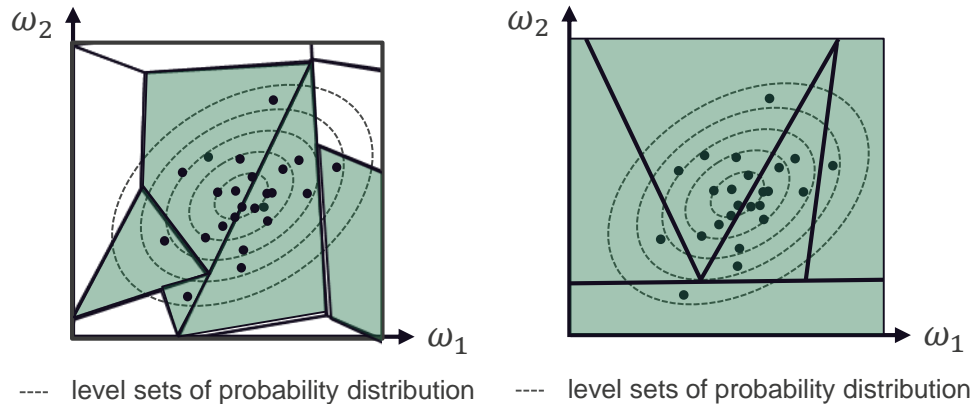 ω₂
ω₂
ω₁
ω₁
---- level sets of probability distribution
---- level sets of probability distribution